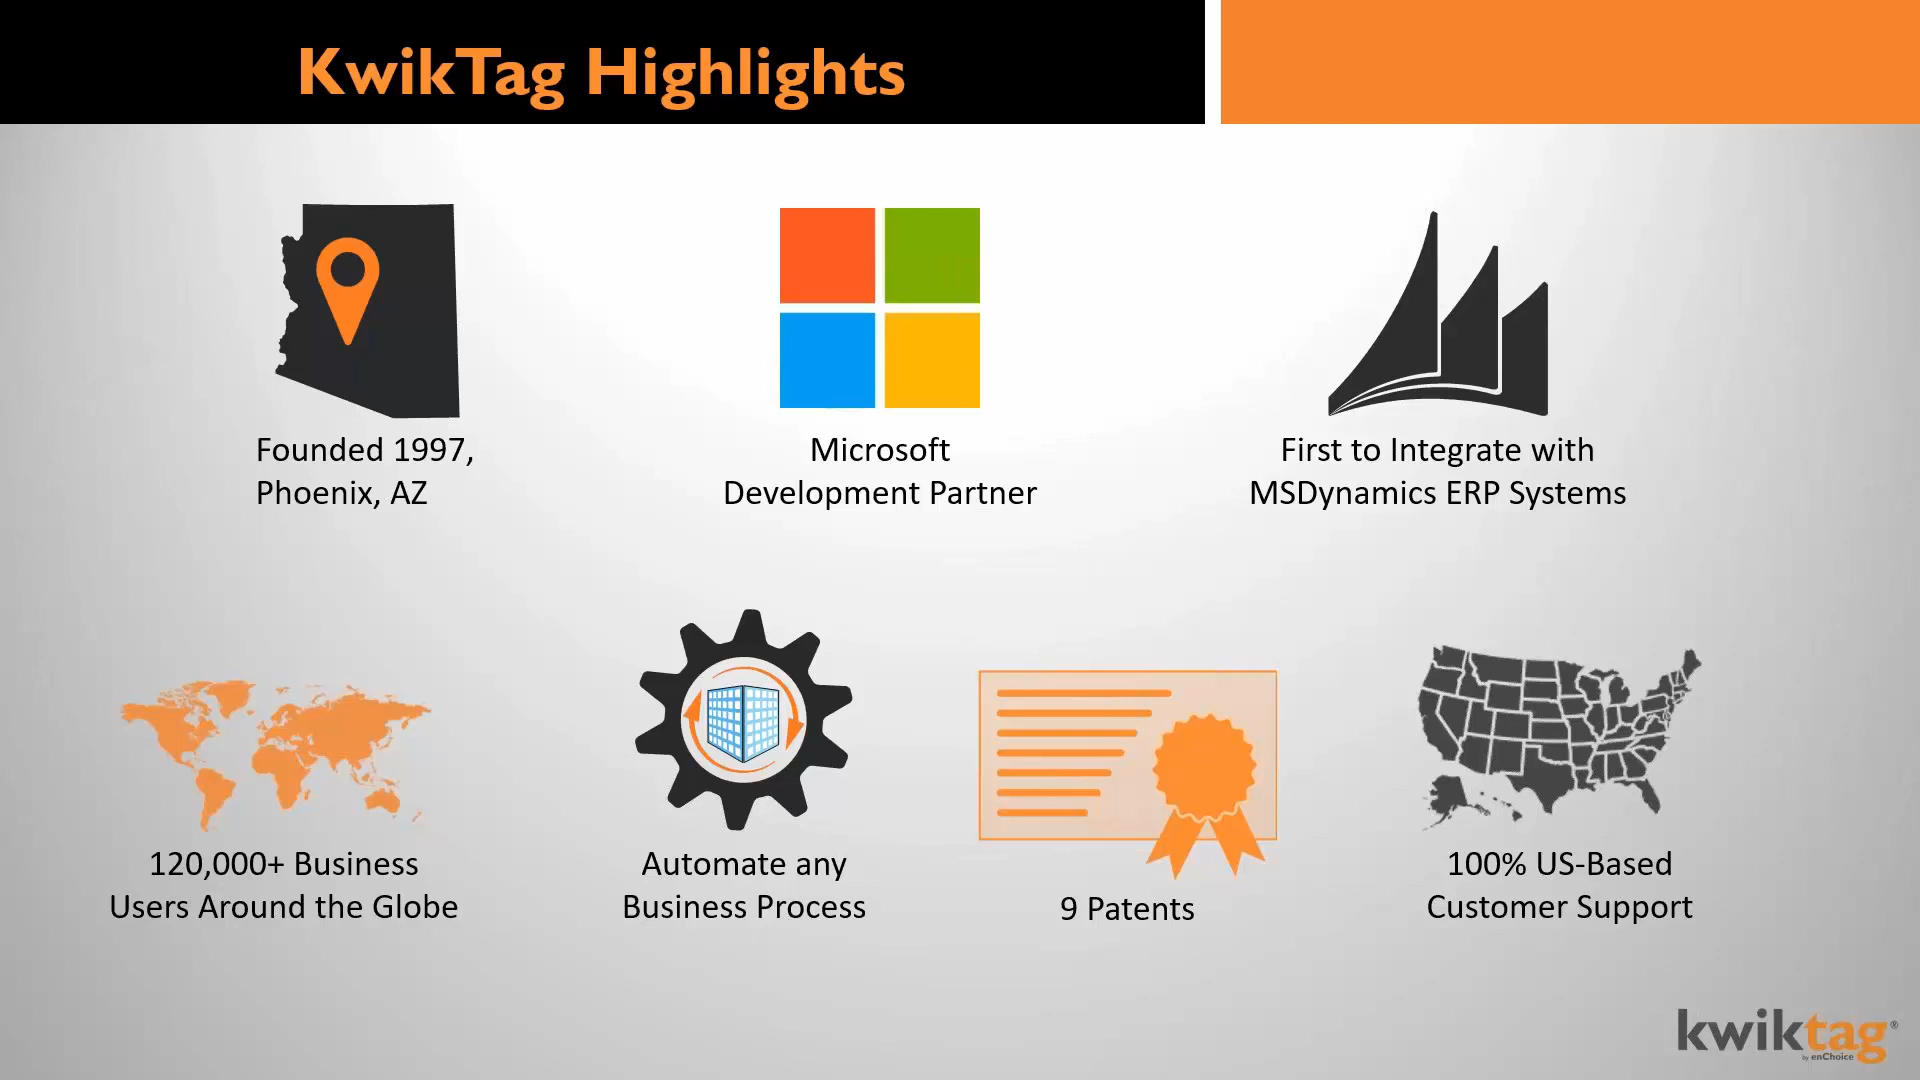 KwikTag Highlights
Founded 1997,
Phoenix, AZ
Microsoft
Development Partner
First to Integrate with
MSDynamics ERP Systems
120,000+ Business
Users Around the Globe
Automate any
Business Process
9 Patents
100% US-Based
Customer Support
kwiktag®
by enChoice